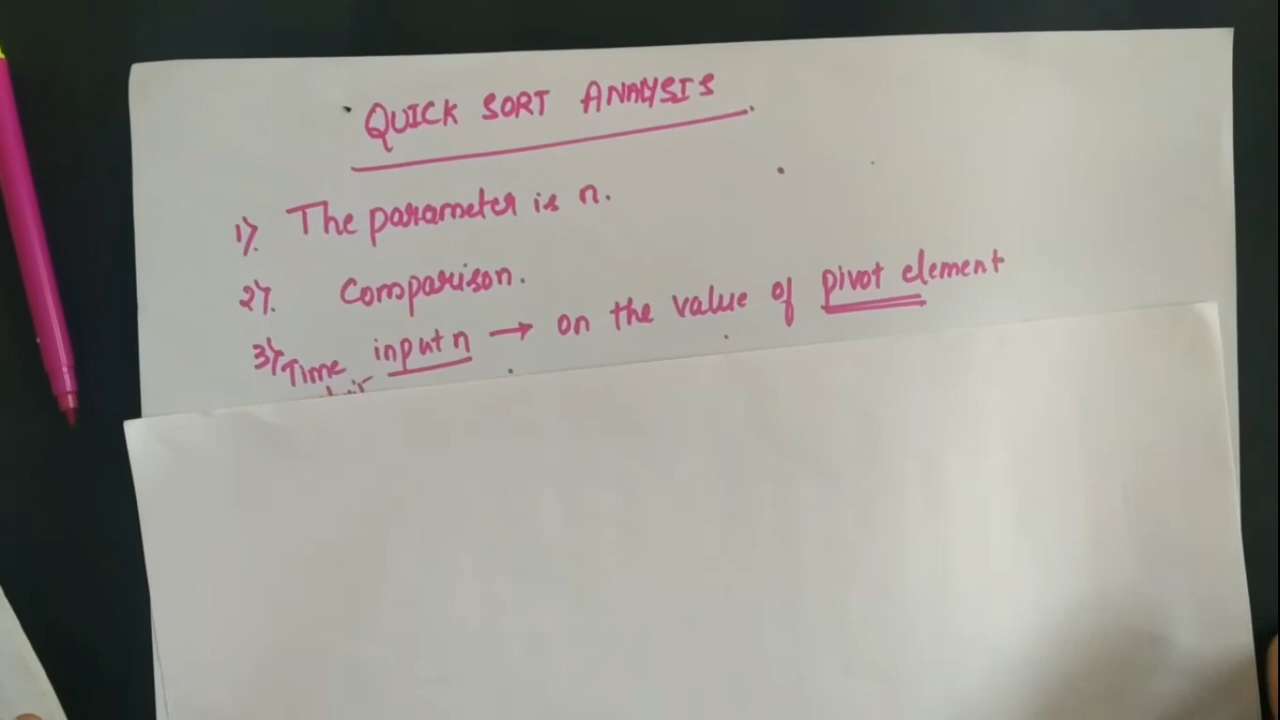 QUICK SORT ANALYSIS
1). The parameter is n.
2). Comparison.
3). Time input n → on the value of pivot element